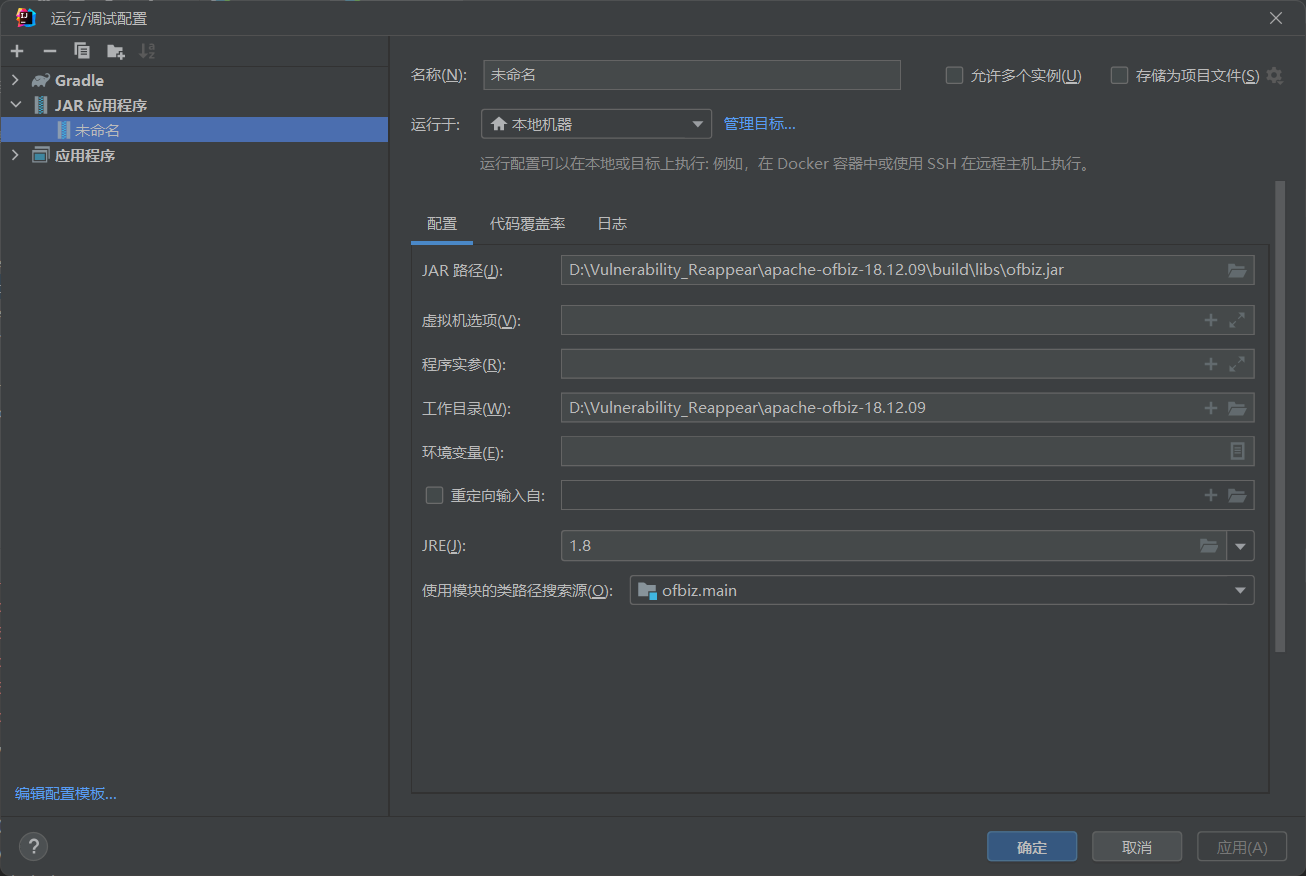 运行/调试配置
Gradle
JAR 应用程序
未命名
应用程序
编辑配置模板...
名称(N): 未命名 允许多个实例(U) 存储为项目文件(S)
运行于: 本地机器 管理目标...
运行配置可以在本地或目标上执行: 例如，在 Docker 容器中或使用 SSH 在远程主机上执行。
配置 代码覆盖率 日志
JAR 路径(J): D:\Vulnerability_Reappear\apache-ofbiz-18.12.09\build\libs\ofbiz.jar
虚拟机选项(V):
程序实参(R):
工作目录(W): D:\Vulnerability_Reappear\apache-ofbiz-18.12.09
环境变量(E):
重定向输入自:
JRE(J): 1.8
使用模块的类路径搜索源(O): ofbiz.main
? 确定 取消 应用(A)